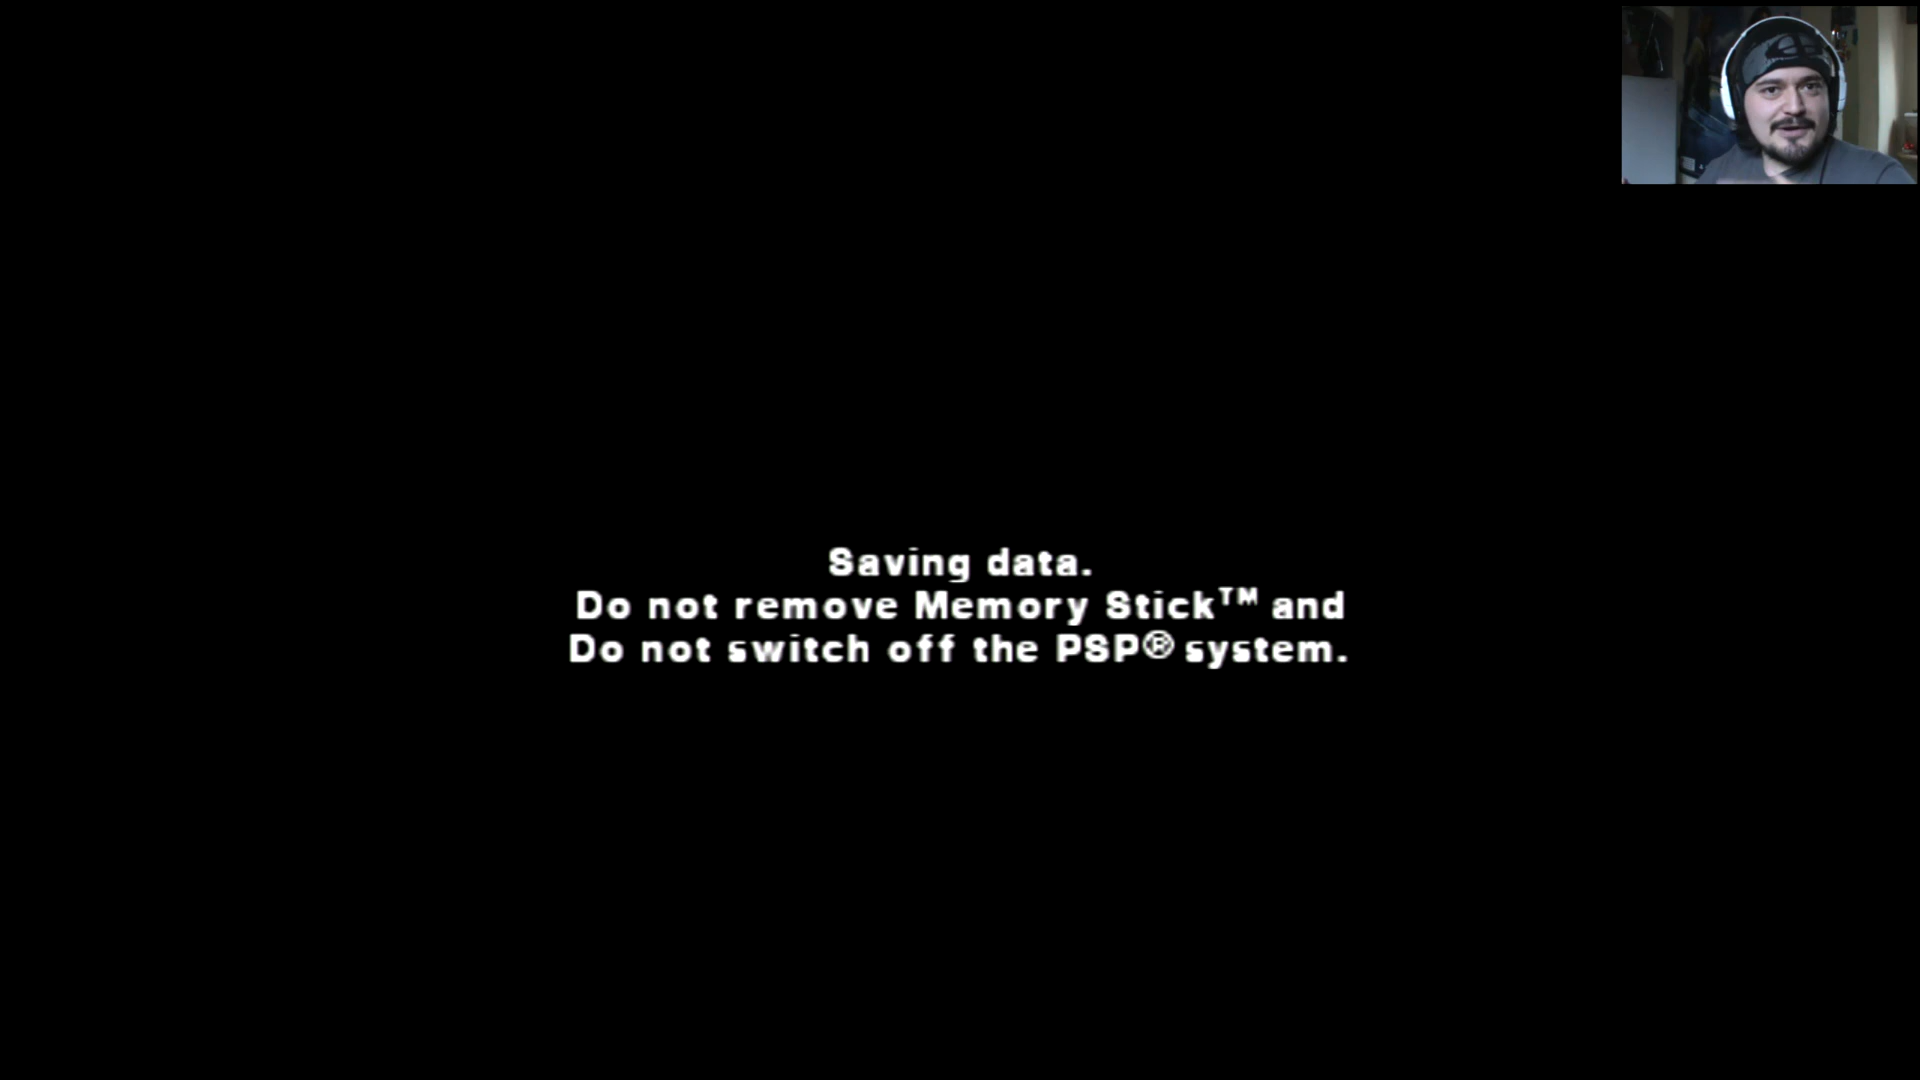 Saving data.
Do not remove Memory Stick™ and
Do not switch off the PSP® system.